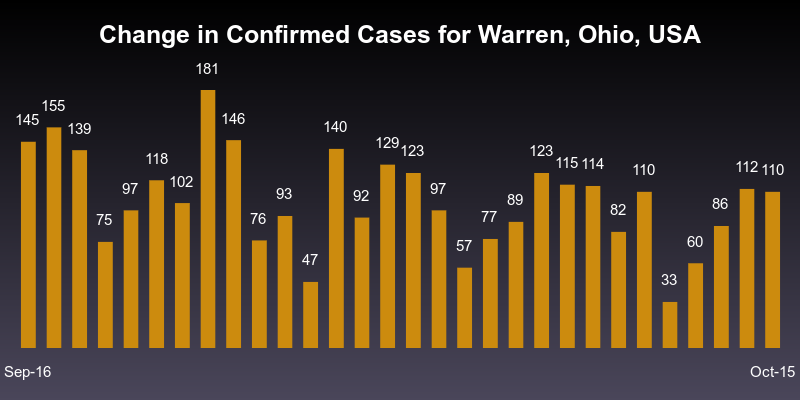 Change in Confirmed Cases for Warren, Ohio, USA
145 155 139 75 97 118 102 181 146 76 93 47 140 92 129 123 97 57 77 89 123 115 114 82 110 33 60 86 112 110
Sep-16 Oct-15